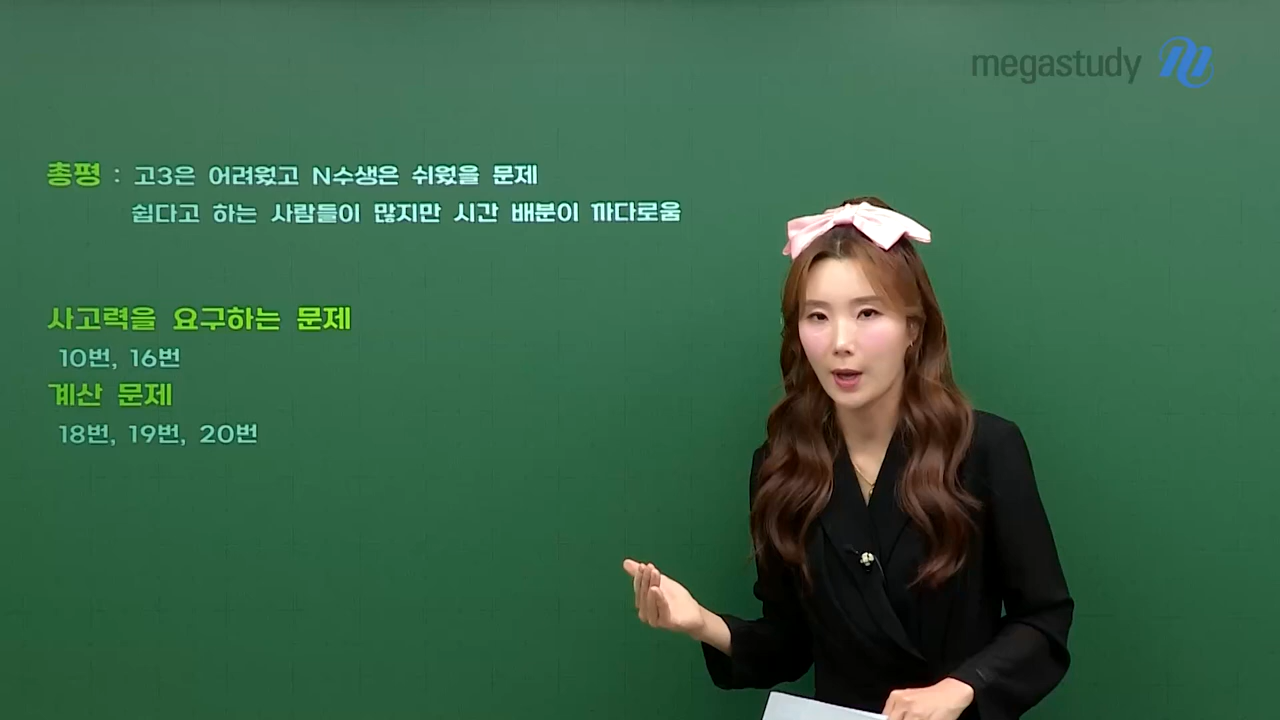 megastudy
총평 : 고3은 어려웠고 N수생은 쉬웠을 문제
쉽다고 하는 사람들이 많지만 시간 배분이 까다로움
사고력을 요구하는 문제
10번, 16번
계산 문제
18번, 19번, 20번